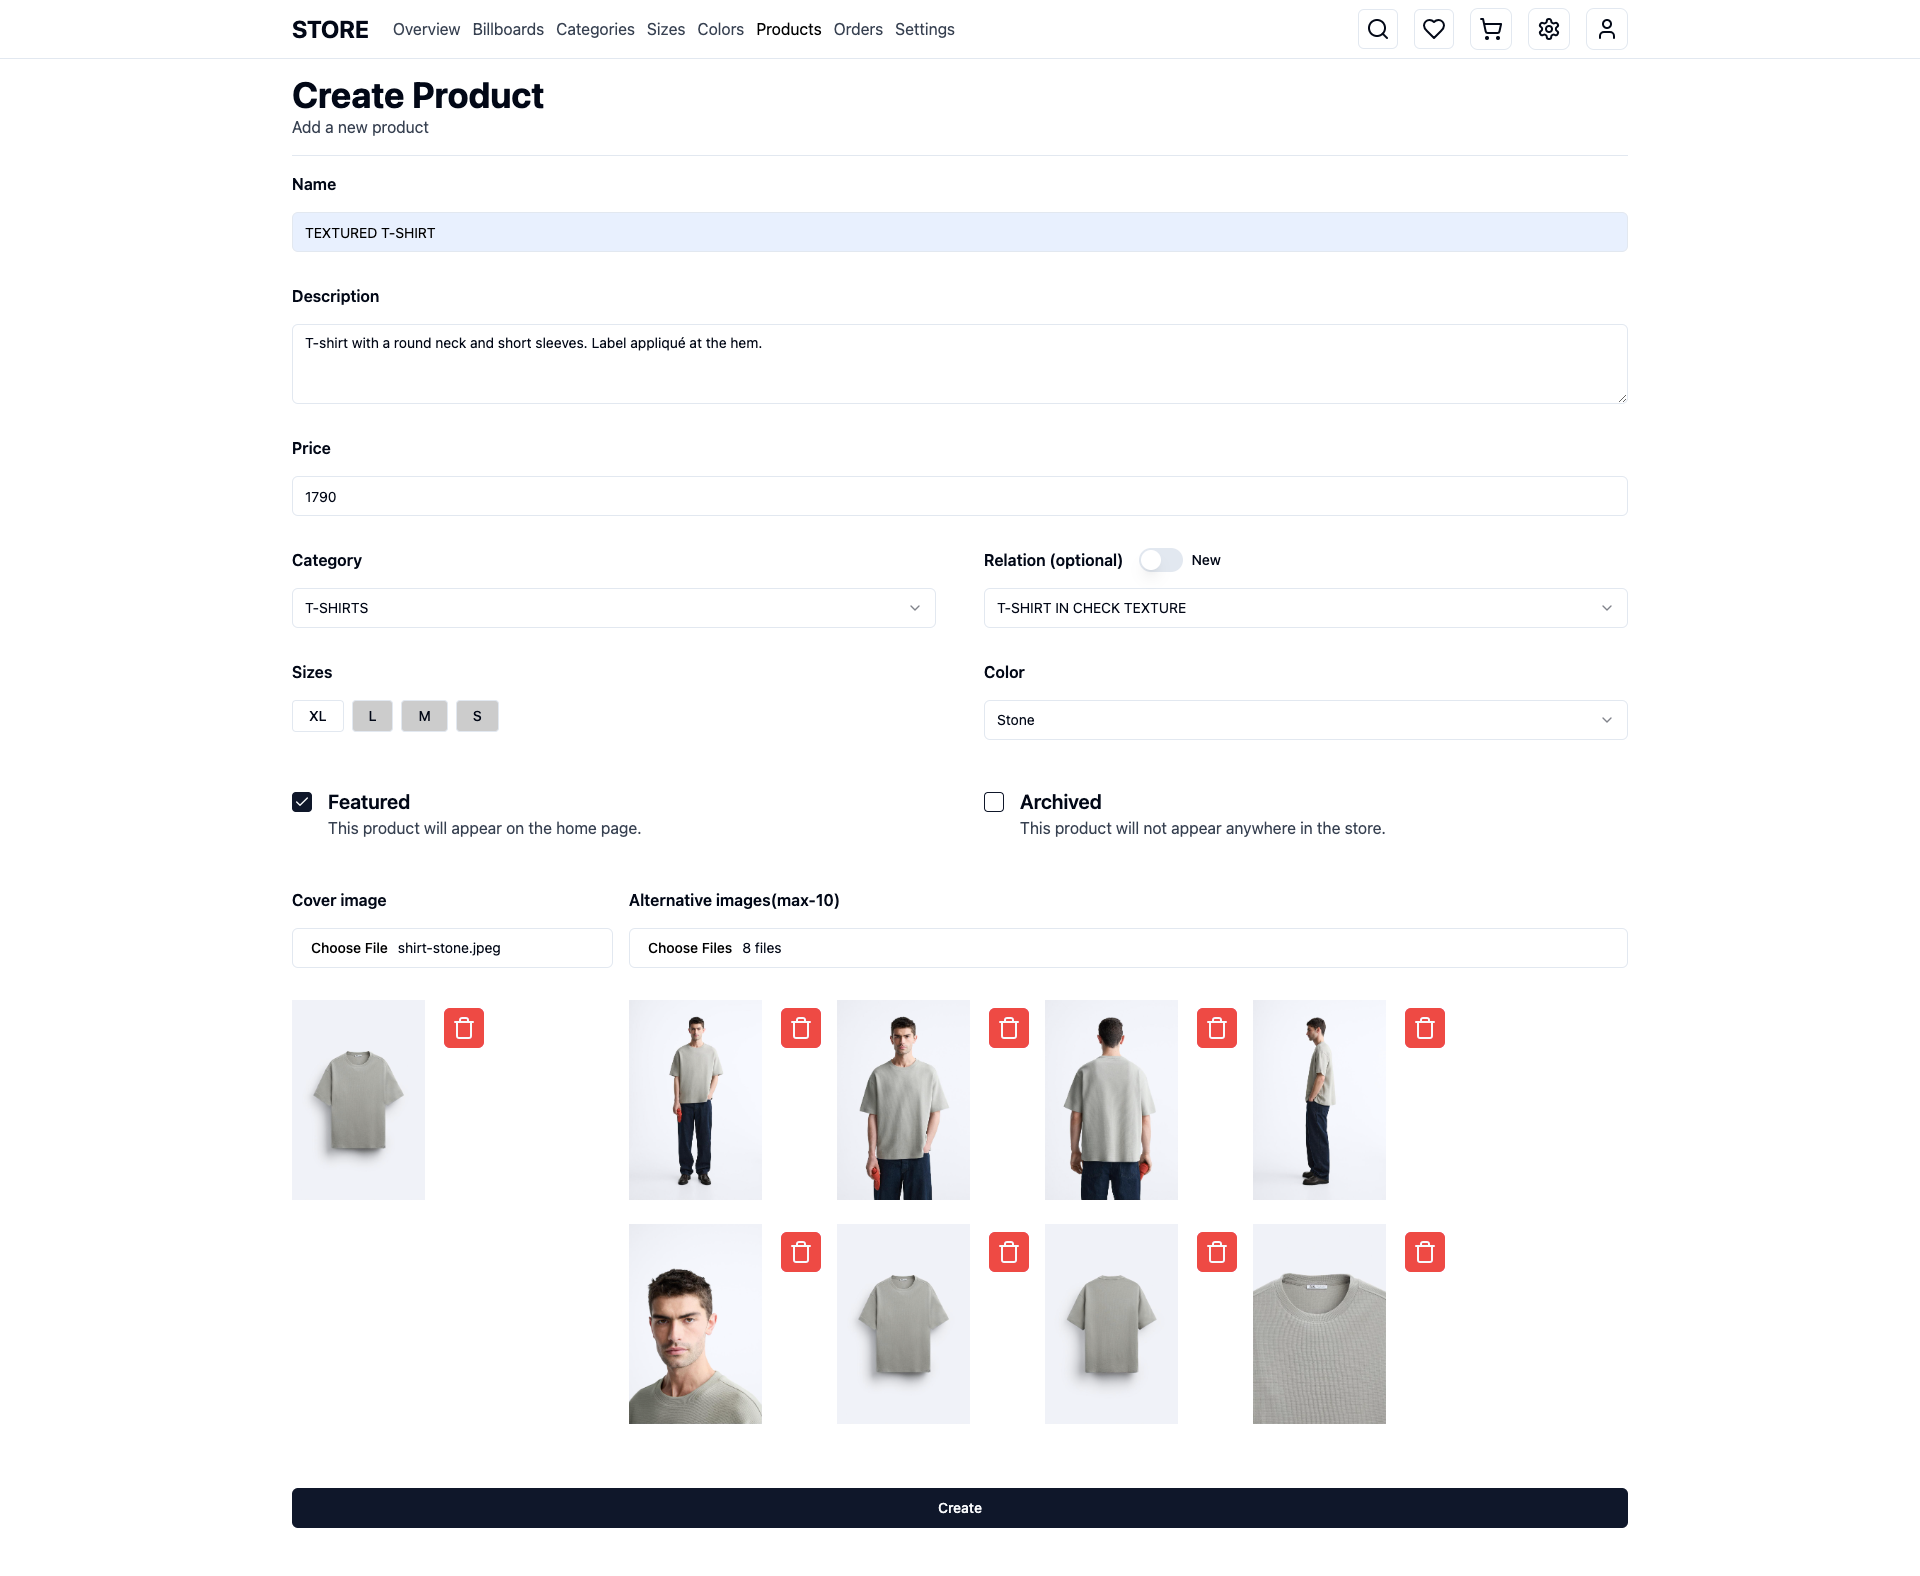 STORE Overview Billboards Categories Sizes Colors Products Orders Settings
Create Product
Add a new product
Name
TEXTURED T-SHIRT
Description
T-shirt with a round neck and short sleeves. Label appliqué at the hem.
Price
1790
Category
T-SHIRTS
Relation (optional) New
T-SHIRT IN CHECK TEXTURE
Sizes
XL L M S
Color
Stone
Featured
This product will appear on the home page.
Archived
This product will not appear anywhere in the store.
Cover image
Choose File shirt-stone.jpeg
Alternative images(max-10)
Choose Files 8 files
Create